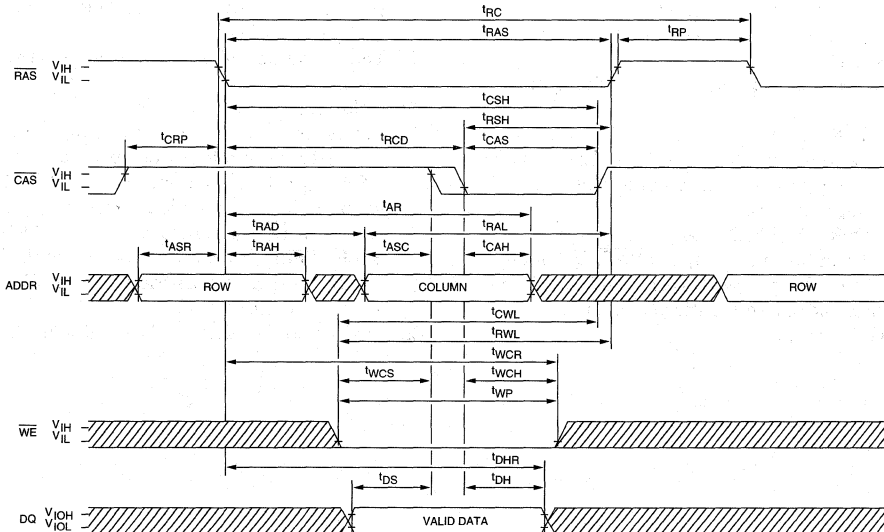 tRC
tRAS
tRP
RAS VIH
VIL
tCSH
tRSH
tCRP
tRCD
tCAS
CAS VIH
VIL
tAR
tRAD
tRAL
tASR
tRAH
tASC
tCAH
ADDR VIH
VIL
ROW
COLUMN
ROW
tCWL
tRWL
tWCR
tWCS
tWCH
tWP
WE VIH
VIL
tDHR
tDS
tDH
DQ VIOH
VIOL
VALID DATA